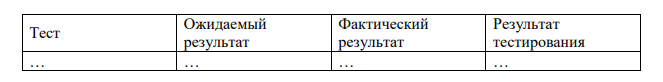 Тест Ожидаемый результат Фактический результат Результат тестирования
… … … …